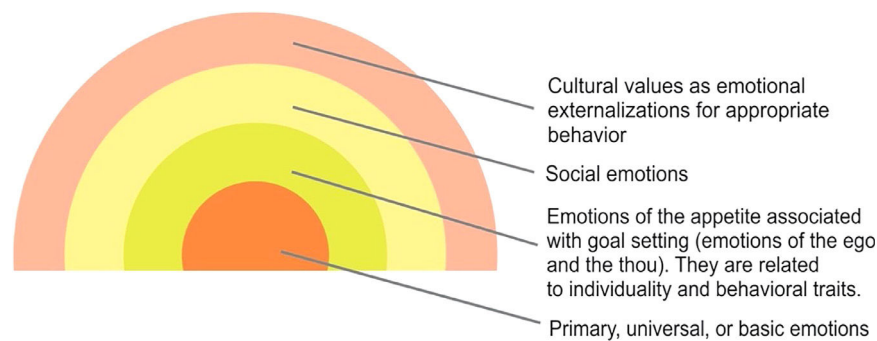 Cultural values as emotional
externalizations for appropriate
behavior
Social emotions
Emotions of the appetite associated
with goal setting (emotions of the ego
and the thou). They are related
to individuality and behavioral traits.
Primary, universal, or basic emotions